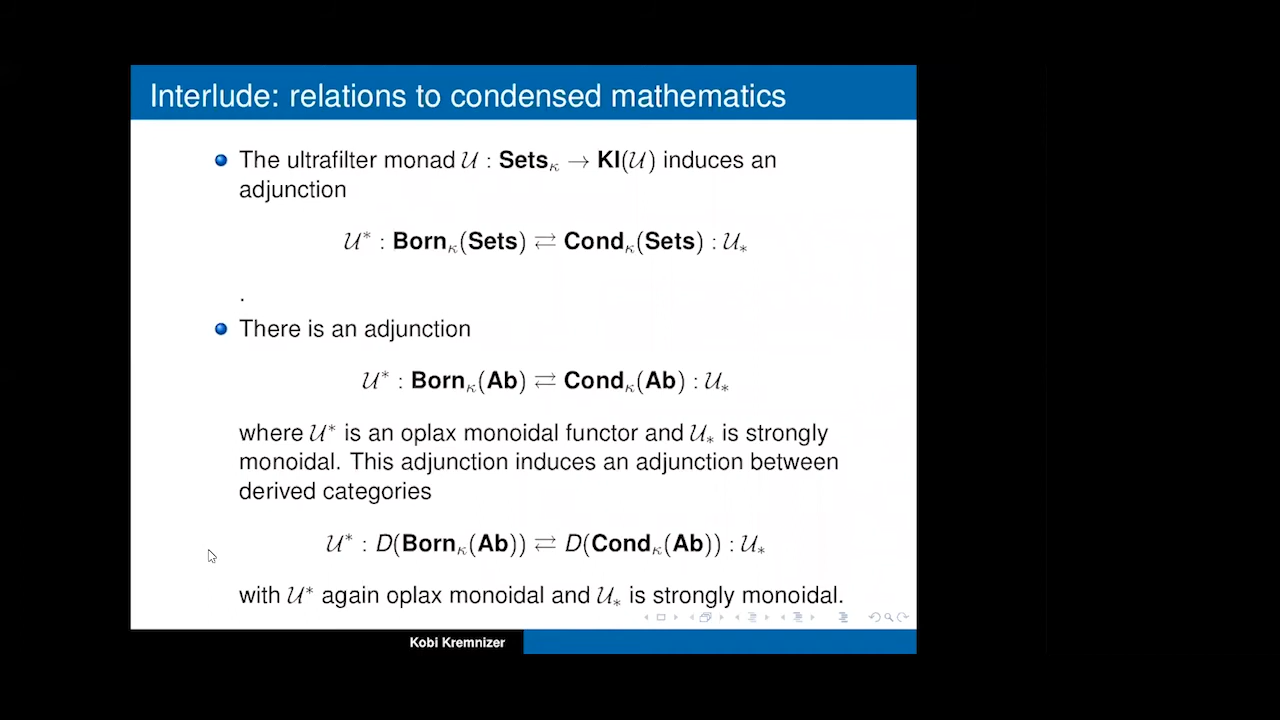 Interlude: relations to condensed mathematics
The ultrafilter monad 𝒰 : Sets_κ → Kl(𝒰) induces an
adjunction
𝒰* : Born_κ(Sets) ⇄ Cond_κ(Sets) : 𝒰_*
.
There is an adjunction
𝒰* : Born_κ(Ab) ⇄ Cond_κ(Ab) : 𝒰_*
where 𝒰* is an oplax monoidal functor and 𝒰_* is strongly
monoidal. This adjunction induces an adjunction between
derived categories
𝒰* : D(Born_κ(Ab)) ⇄ D(Cond_κ(Ab)) : 𝒰_*
with 𝒰* again oplax monoidal and 𝒰_* is strongly monoidal.
Kobi Kremnizer